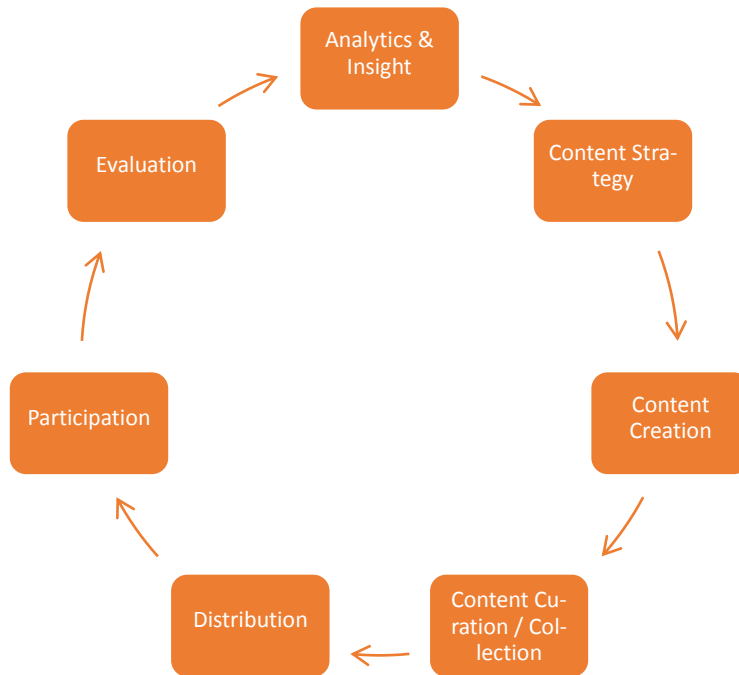 Analytics &
Insight
Content Stra-
tegy
Content
Creation
Content Cu-
ration / Col-
lection
Distribution
Participation
Evaluation